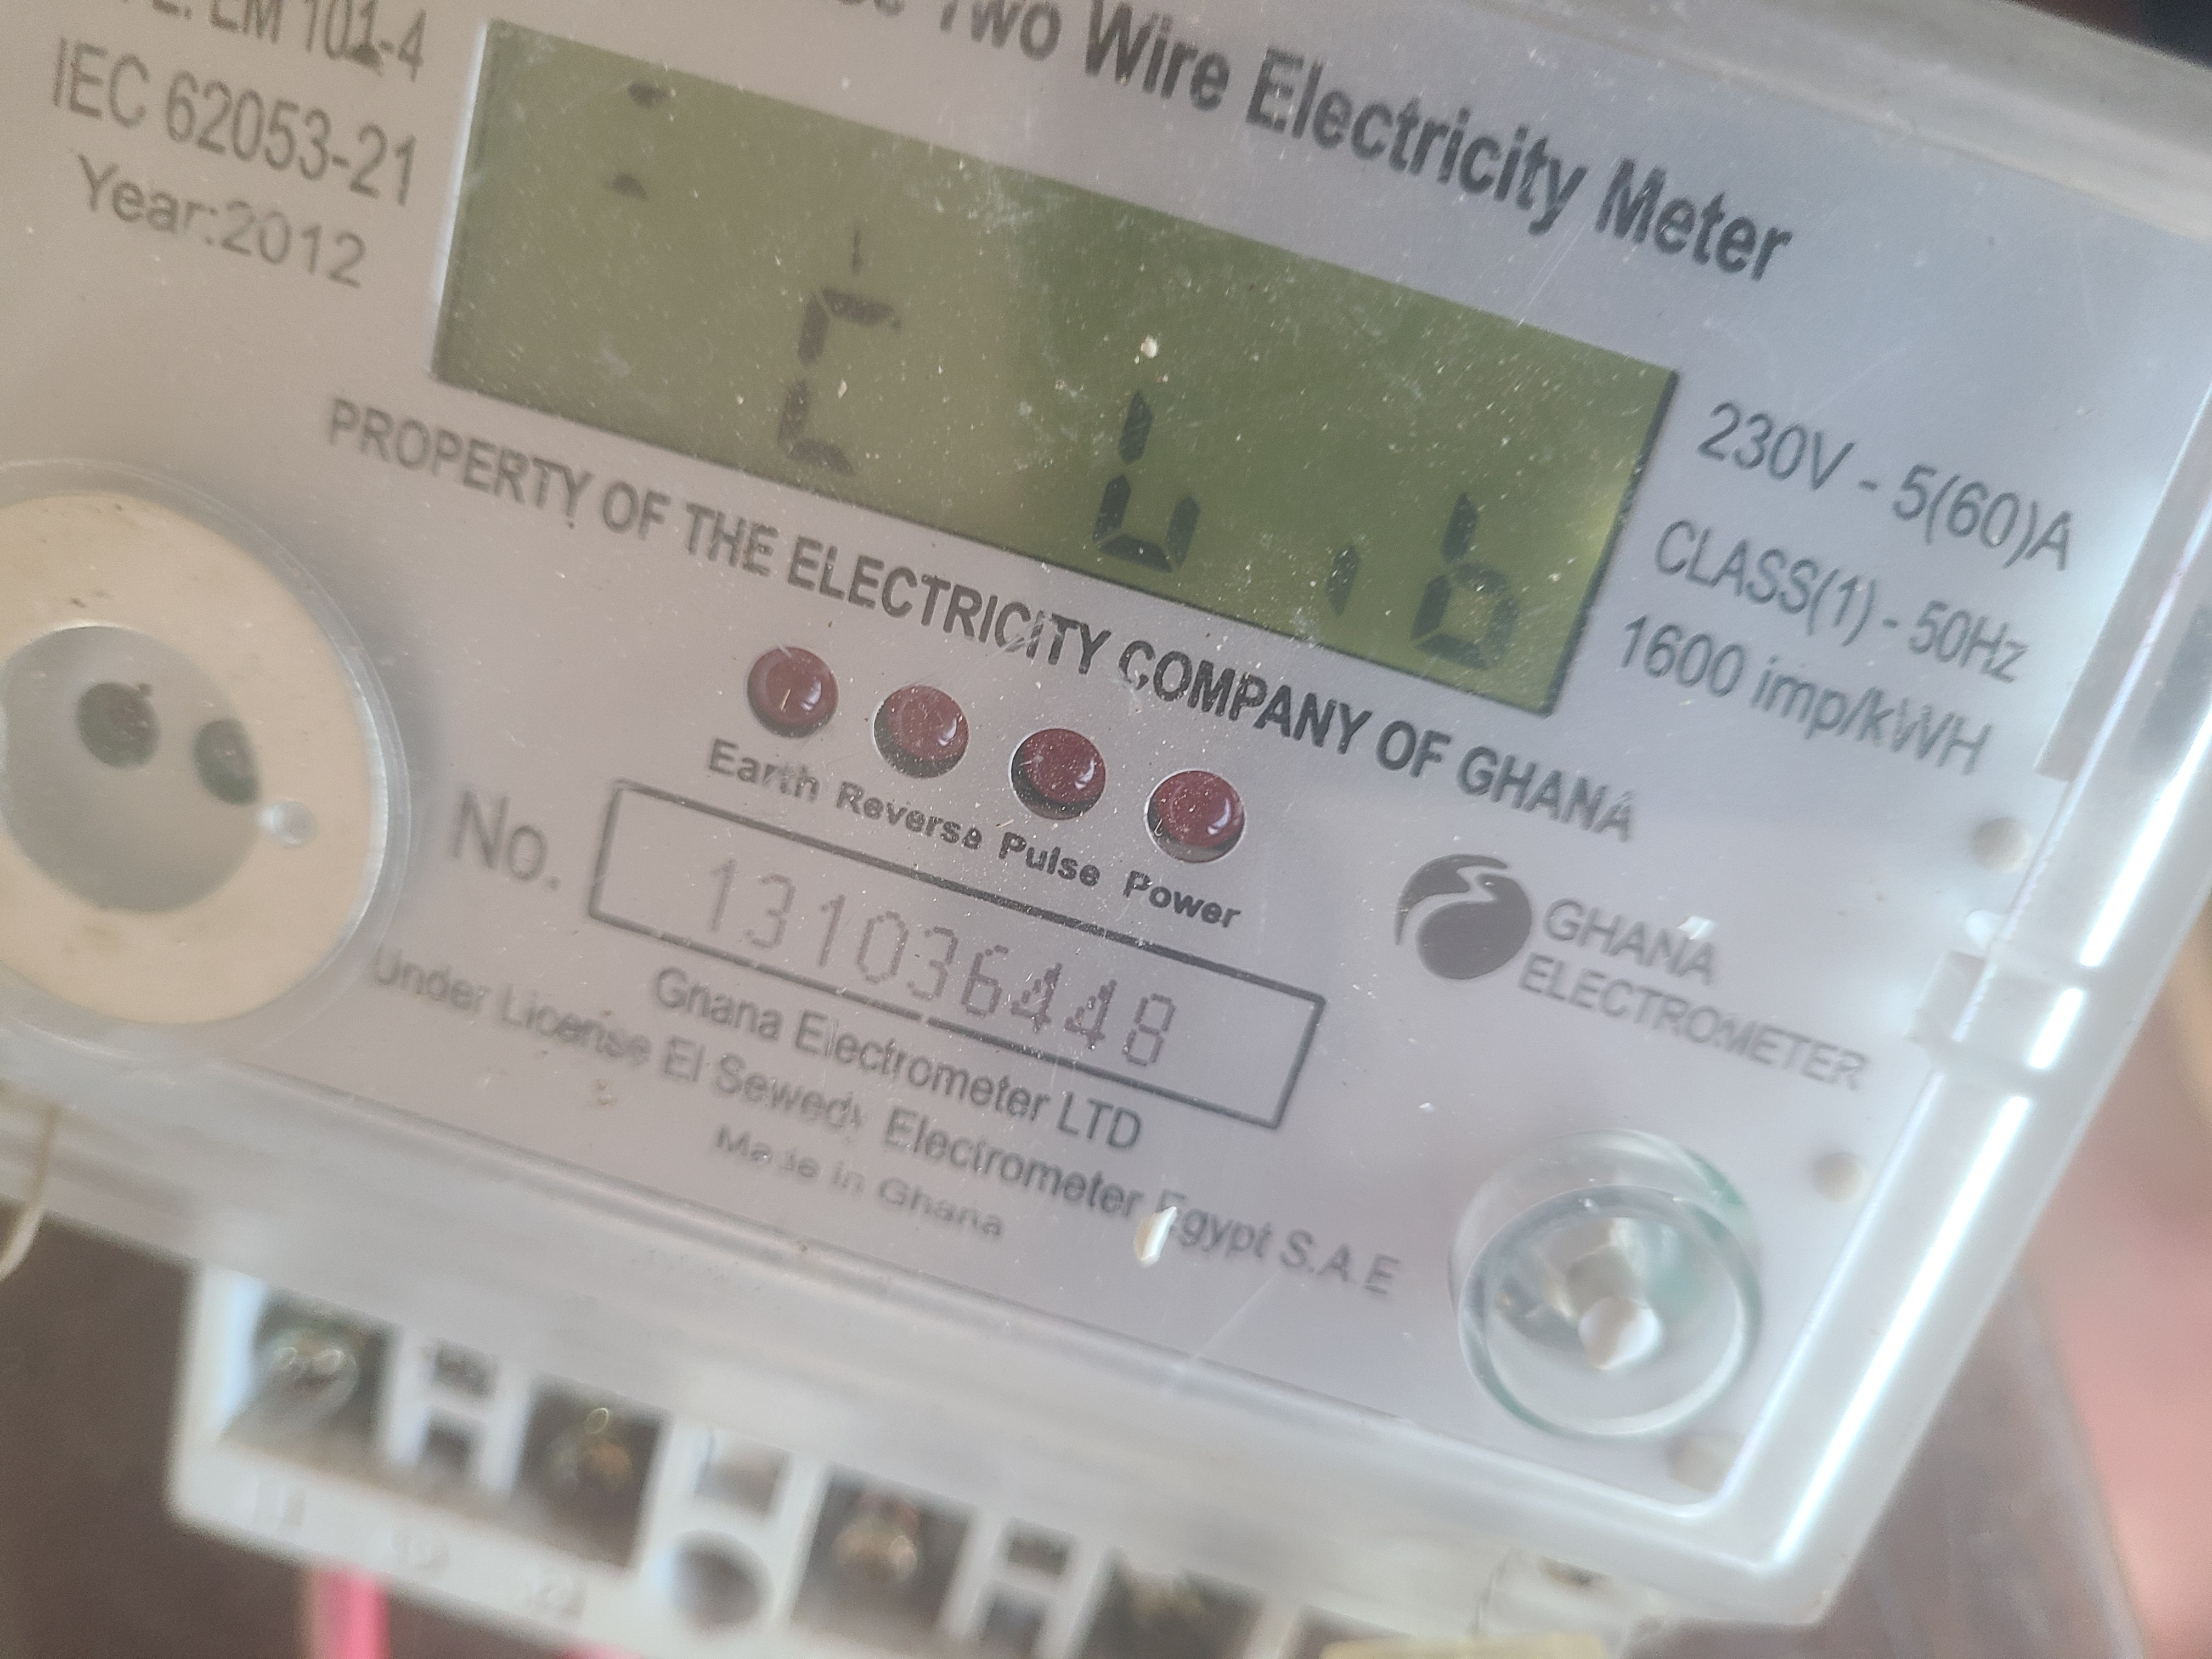 IEC 62053-21
Year:2012
Two Wire Electricity Meter
230V - 5(60)A
CLASS(1) - 50Hz
1600 imp/kWH
PROPERTY OF THE ELECTRICITY COMPANY OF GHANA
Earth Reverse Pulse Power
No. 131036448
GHANA
ELECTROMETER
Ghana Electrometer LTD
Under License El Sewedy Electrometer Egypt S.A.E
Made in Ghana